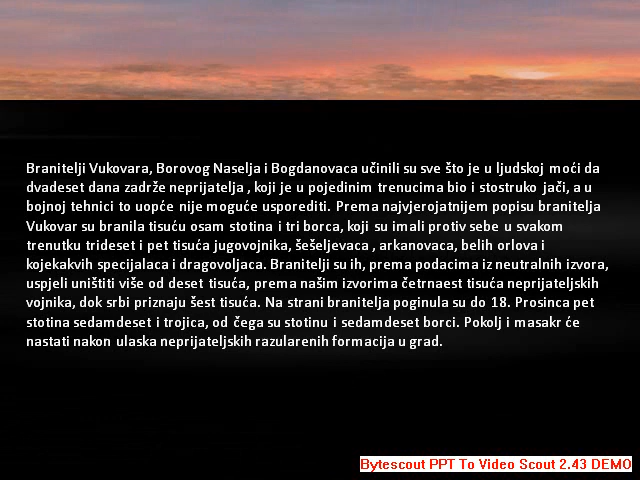 Branitelji Vukovara, Borovog Naselja i Bogdanovaca učinili su sve što je u ljudskoj moći da
dvadeset dana zadrže neprijatelja , koji je u pojedinim trenucima bio i stostruko jači, a u
bojnoj tehnici to uopće nije moguće usporediti. Prema najvjerojatnijem popisu branitelja
Vukovar su branila tisuću osam stotina i tri borca, koji su imali protiv sebe u svakom
trenutku trideset i pet tisuća jugovojnika, šešeljevaca , arkanovaca, belih orlova i
kojekakvih specijalaca i dragovoljaca. Branitelji su ih, prema podacima iz neutralnih izvora,
uspjeli uništiti više od deset tisuća, prema našim izvorima četrnaest tisuća neprijateljskih
vojnika, dok srbi priznaju šest tisuća. Na strani branitelja poginula su do 18. Prosinca pet
stotina sedamdeset i trojica, od čega su stotinu i sedamdeset borci. Pokolj i masakr će
nastati nakon ulaska neprijateljskih razularenih formacija u grad.
Bytescout PPT To Video Scout 2.43 DEMO